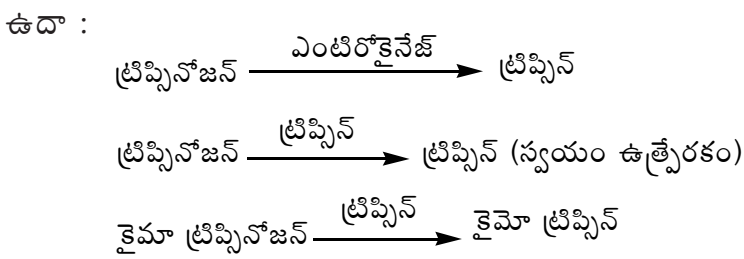 ఉదా :
ఎంటిరోకైనేజ్
ట్రిప్సినోజన్ ట్రిప్సిన్
ట్రిప్సిన్
ట్రిప్సినోజన్ ట్రిప్సిన్ (స్వయం ఉత్ప్రేరకం)
ట్రిప్సిన్
కైమా ట్రిప్సినోజన్ కైమో ట్రిప్సిన్